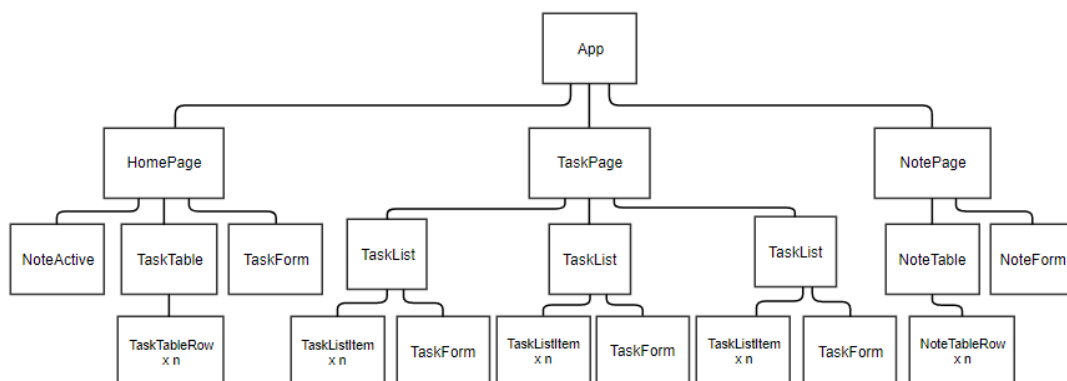 App
HomePage
TaskPage
NotePage
NoteActive
TaskTable
TaskForm
TaskList
TaskList
TaskList
NoteTable
NoteForm
TaskTableRow
x n
TaskListItem
x n
TaskForm
TaskListItem
x n
TaskForm
TaskListItem
x n
TaskForm
NoteTableRow
x n